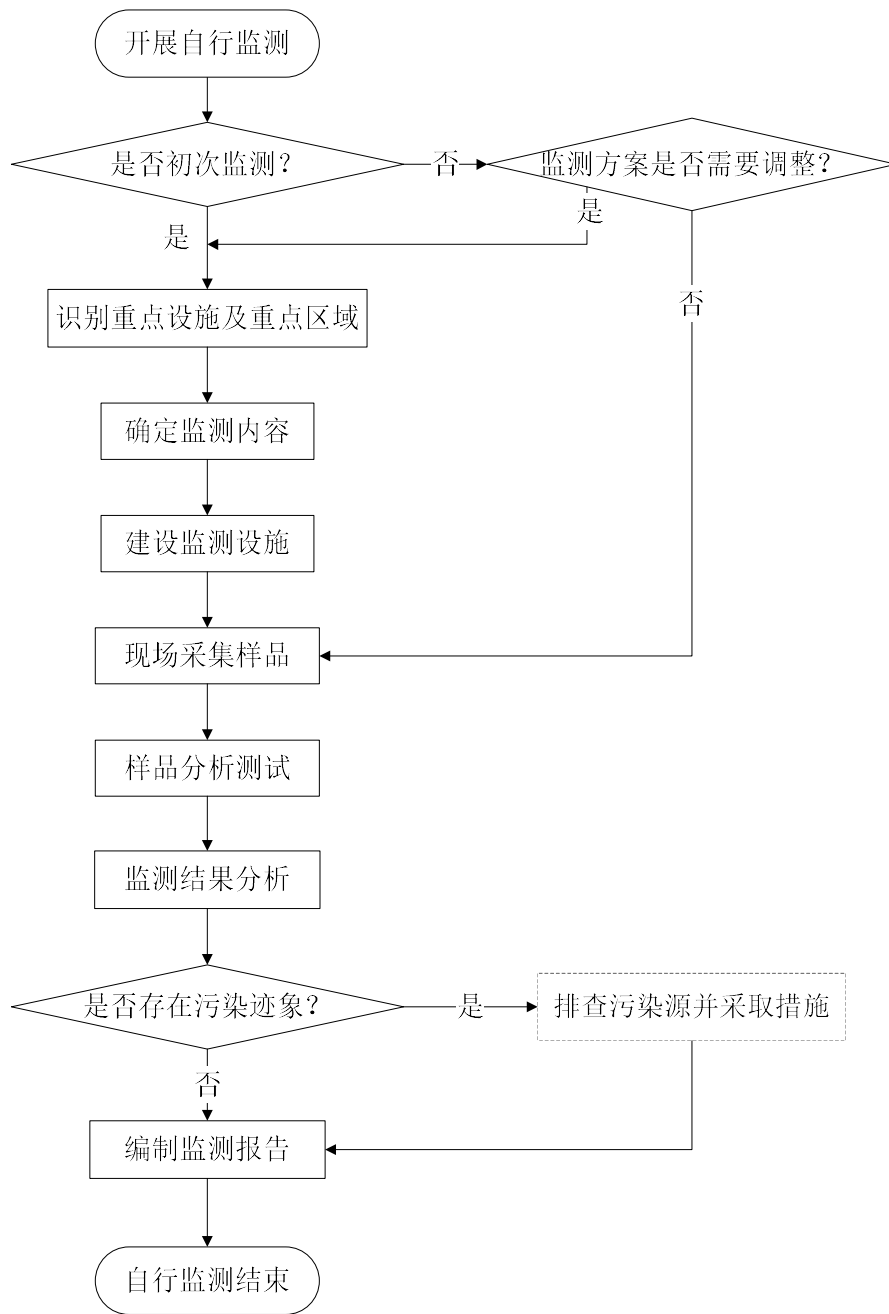 开展自行监测
是否初次监测？
否
监测方案是否需要调整？
是
是
否
识别重点设施及重点区域
确定监测内容
建设监测设施
现场采集样品
样品分析测试
监测结果分析
是否存在污染迹象？
是
排查污染源并采取措施
否
编制监测报告
自行监测结束